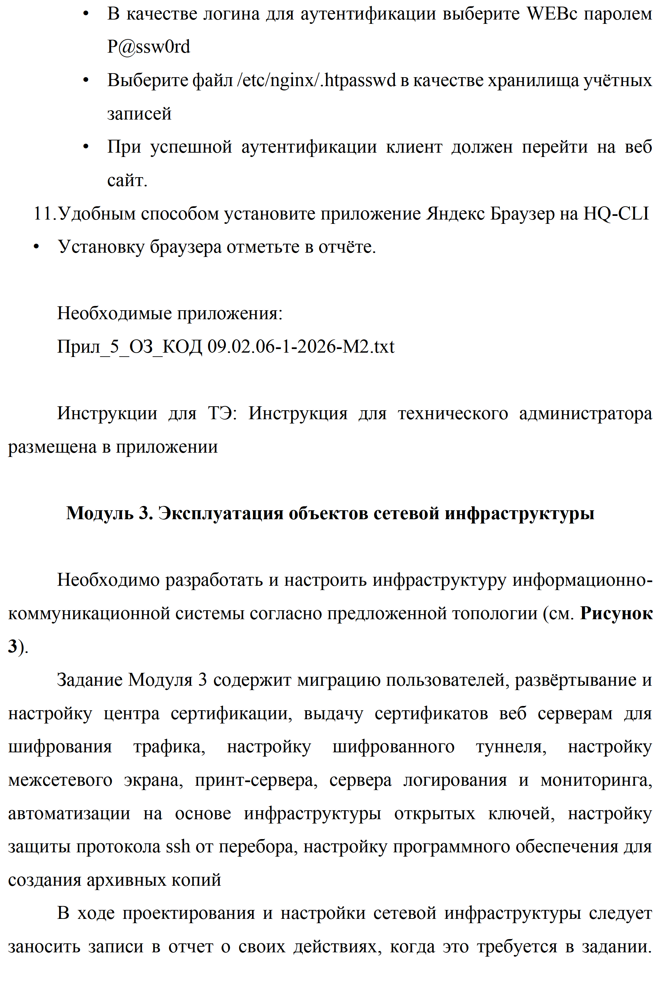 • В качестве логина для аутентификации выберите WEBс паролем
P@ssw0rd
• Выберите файл /etc/nginx/.htpasswd в качестве хранилища учётных
записей
• При успешной аутентификации клиент должен перейти на веб
сайт.
11.Удобным способом установите приложение Яндекс Браузер на HQ-CLI
• Установку браузера отметьте в отчёте.
Необходимые приложения:
Прил_5_ОЗ_КОД 09.02.06-1-2026-М2.txt
Инструкции для ТЭ: Инструкция для технического администратора
размещена в приложении
Модуль 3. Эксплуатация объектов сетевой инфраструктуры
Необходимо разработать и настроить инфраструктуру информационно-
коммуникационной системы согласно предложенной топологии (см. Рисунок
3).
Задание Модуля 3 содержит миграцию пользователей, развёртывание и
настройку центра сертификации, выдачу сертификатов веб серверам для
шифрования трафика, настройку шифрованного туннеля, настройку
межсетевого экрана, принт-сервера, сервера логирования и мониторинга,
автоматизации на основе инфраструктуры открытых ключей, настройку
защиты протокола ssh от перебора, настройку программного обеспечения для
создания архивных копий
В ходе проектирования и настройки сетевой инфраструктуры следует
заносить записи в отчет о своих действиях, когда это требуется в задании.